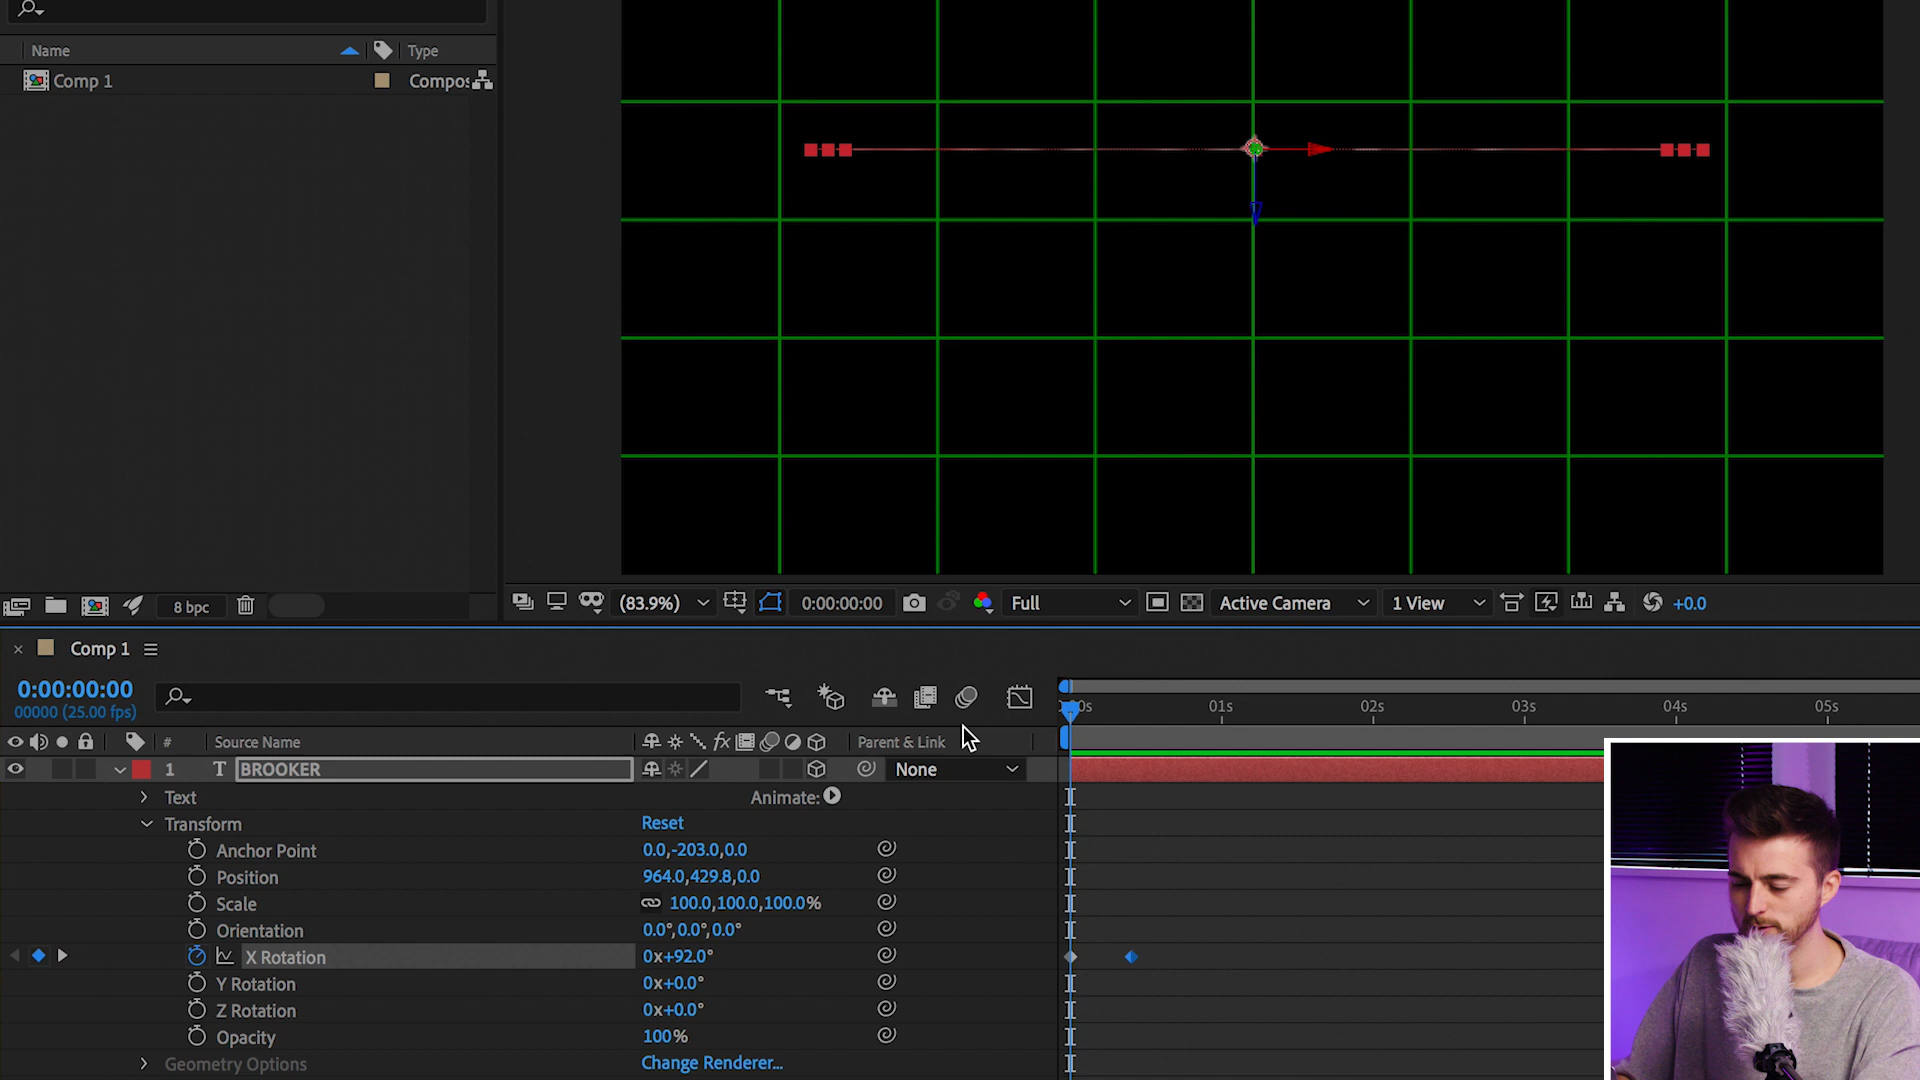 Name Type
Comp 1 Compos
8 bpc
(83.9%) 0:00:00:00 Full Active Camera 1 View +0.0
Comp 1
0:00:00:00
00000 (25.00 fps)
0s 01s 02s 03s 04s 05s
# Source Name fx Parent & Link
1 T BROOKER None
Text Animate:
Transform Reset
Anchor Point 0.0,-203.0,0.0
Position 964.0,429.8,0.0
Scale 100.0,100.0,100.0%
Orientation 0.0°,0.0°,0.0°
X Rotation 0x+92.0°
Y Rotation 0x+0.0°
Z Rotation 0x+0.0°
Opacity 100%
Geometry Options Change Renderer...